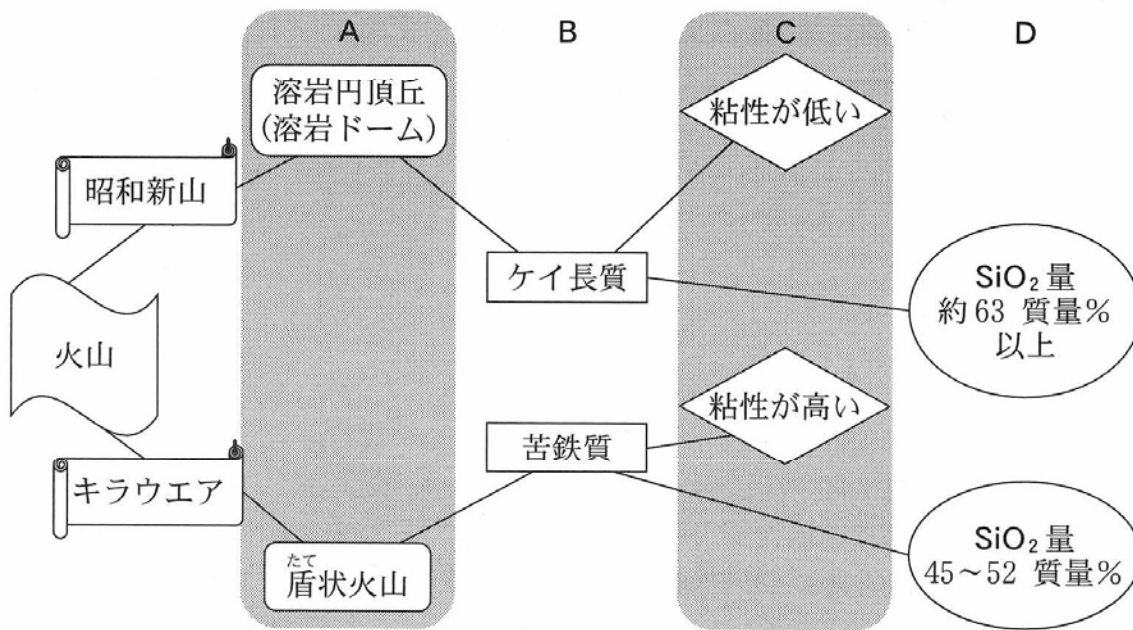 A
B
C
D
溶岩円頂丘
(溶岩ドーム)
粘性が低い
昭和新山
ケイ長質
SiO₂量
約63 質量%
以上
火山
粘性が高い
苦鉄質
キラウエア
SiO₂量
45～52 質量%
たて
盾状火山